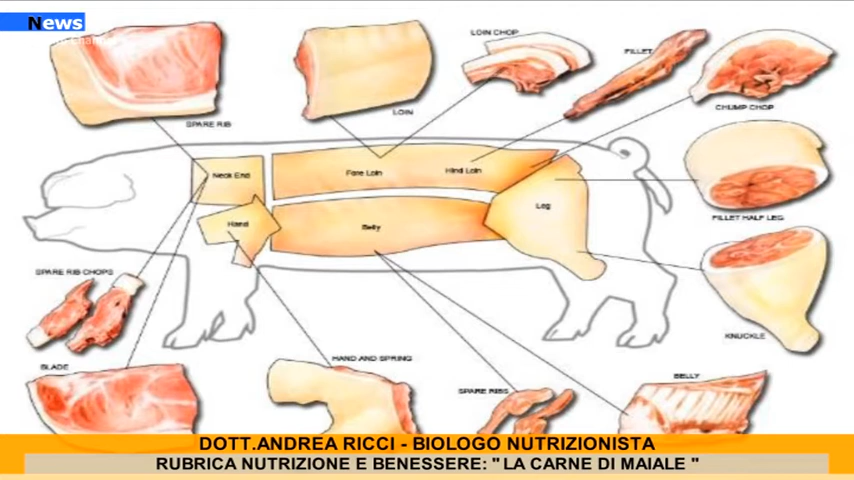 News
LOIN CHOP
FILLET
CHUMP CHOP
SPARE RIB
LOIN
Neck End
Fore Loin
Hind Loin
Leg
Hand
Belly
FILLET HALF LEG
SPARE RIB CHOPS
KNUCKLE
BLADE
HAND AND SPRING
SPARE RIBS
BELLY
DOTT.ANDREA RICCI - BIOLOGO NUTRIZIONISTA
RUBRICA NUTRIZIONE E BENESSERE: " LA CARNE DI MAIALE "